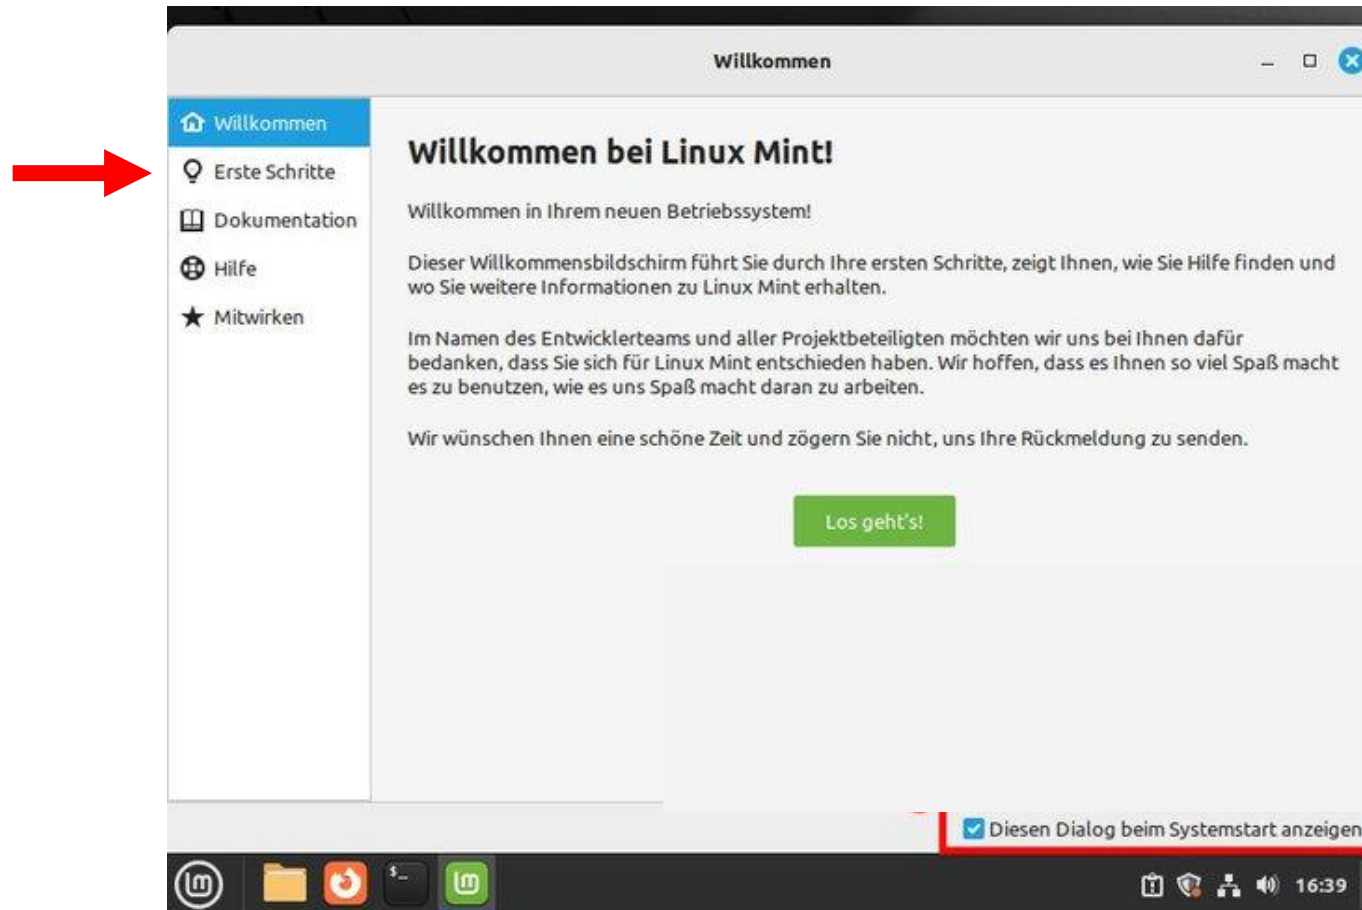 Willkommen
Willkommen
Erste Schritte
Dokumentation
Hilfe
Mitwirken
Willkommen bei Linux Mint!
Willkommen in Ihrem neuen Betriebssystem!
Dieser Willkommensbildschirm führt Sie durch Ihre ersten Schritte, zeigt Ihnen, wie Sie Hilfe finden und
wo Sie weitere Informationen zu Linux Mint erhalten.
Im Namen des Entwicklerteams und aller Projektbeteiligten möchten wir uns bei Ihnen dafür
bedanken, dass Sie sich für Linux Mint entschieden haben. Wir hoffen, dass es Ihnen so viel Spaß macht
es zu benutzen, wie es uns Spaß macht daran zu arbeiten.
Wir wünschen Ihnen eine schöne Zeit und zögern Sie nicht, uns Ihre Rückmeldung zu senden.
Los geht's!
Diesen Dialog beim Systemstart anzeigen
16:39